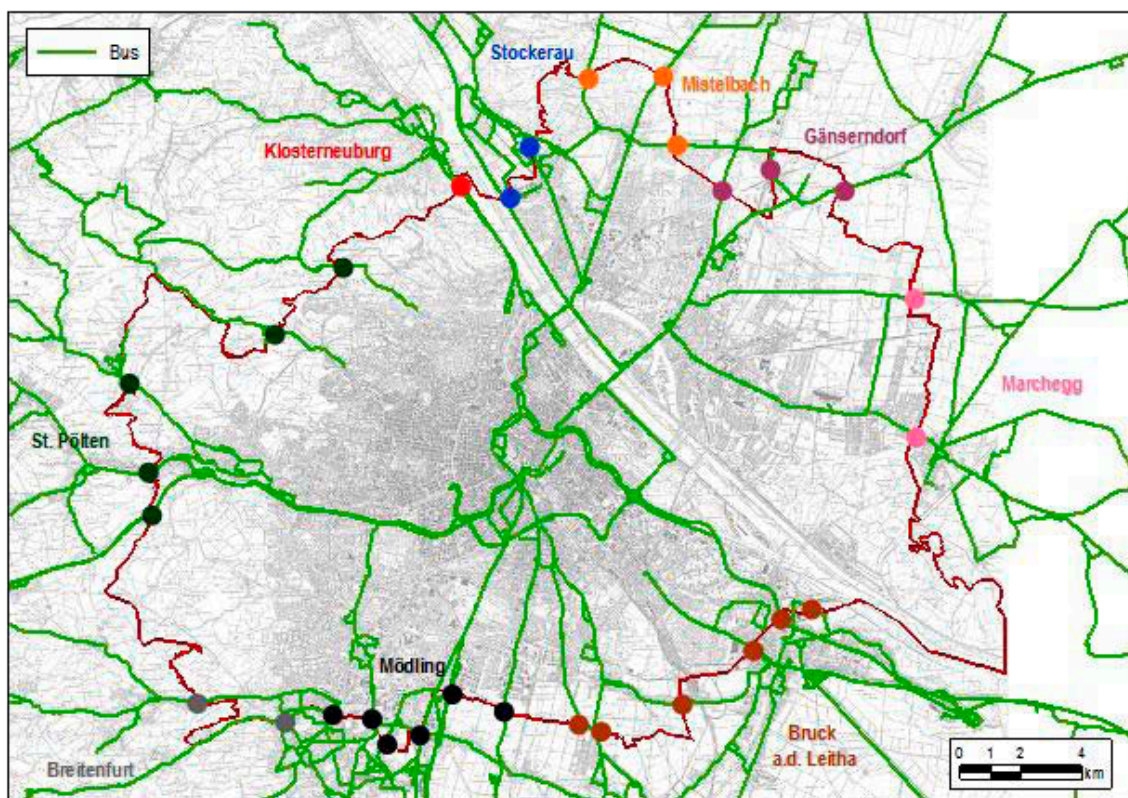 Bus
Stockerau
Mistelbach
Gänserndorf
Klosterneuburg
Marchegg
St. Pölten
Mödling
Bruck
a.d. Leitha
Breitenfurt
0 1 2 4
km